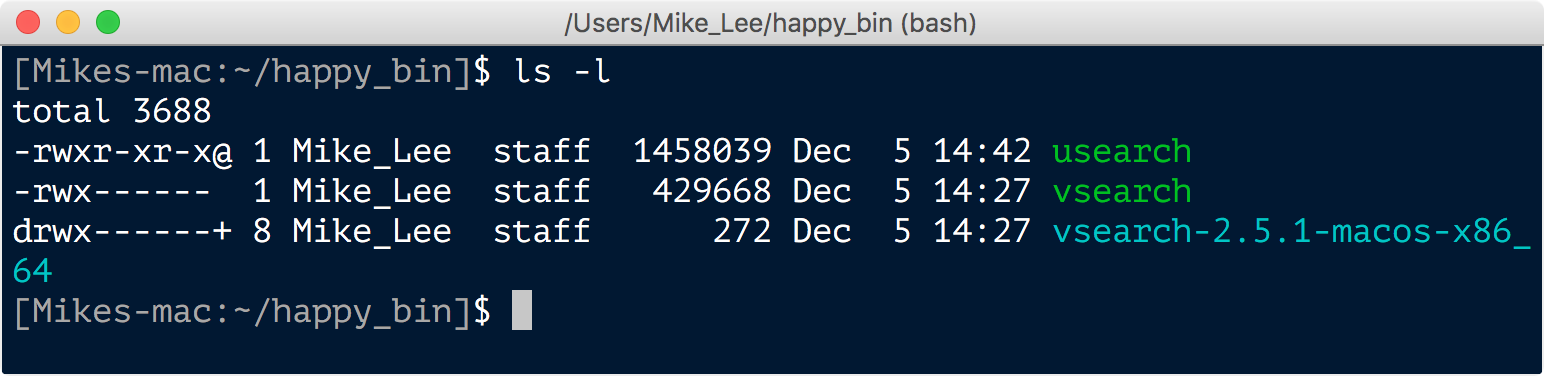 /Users/Mike_Lee/happy_bin (bash)
[Mikes-mac:~/happy_bin]$ ls -l
total 3688
-rwxr-xr-x@ 1 Mike_Lee  staff  1458039 Dec  5 14:42 usearch
-rwx------  1 Mike_Lee  staff   429668 Dec  5 14:27 vsearch
drwx------+ 8 Mike_Lee  staff      272 Dec  5 14:27 vsearch-2.5.1-macos-x86_
64
[Mikes-mac:~/happy_bin]$